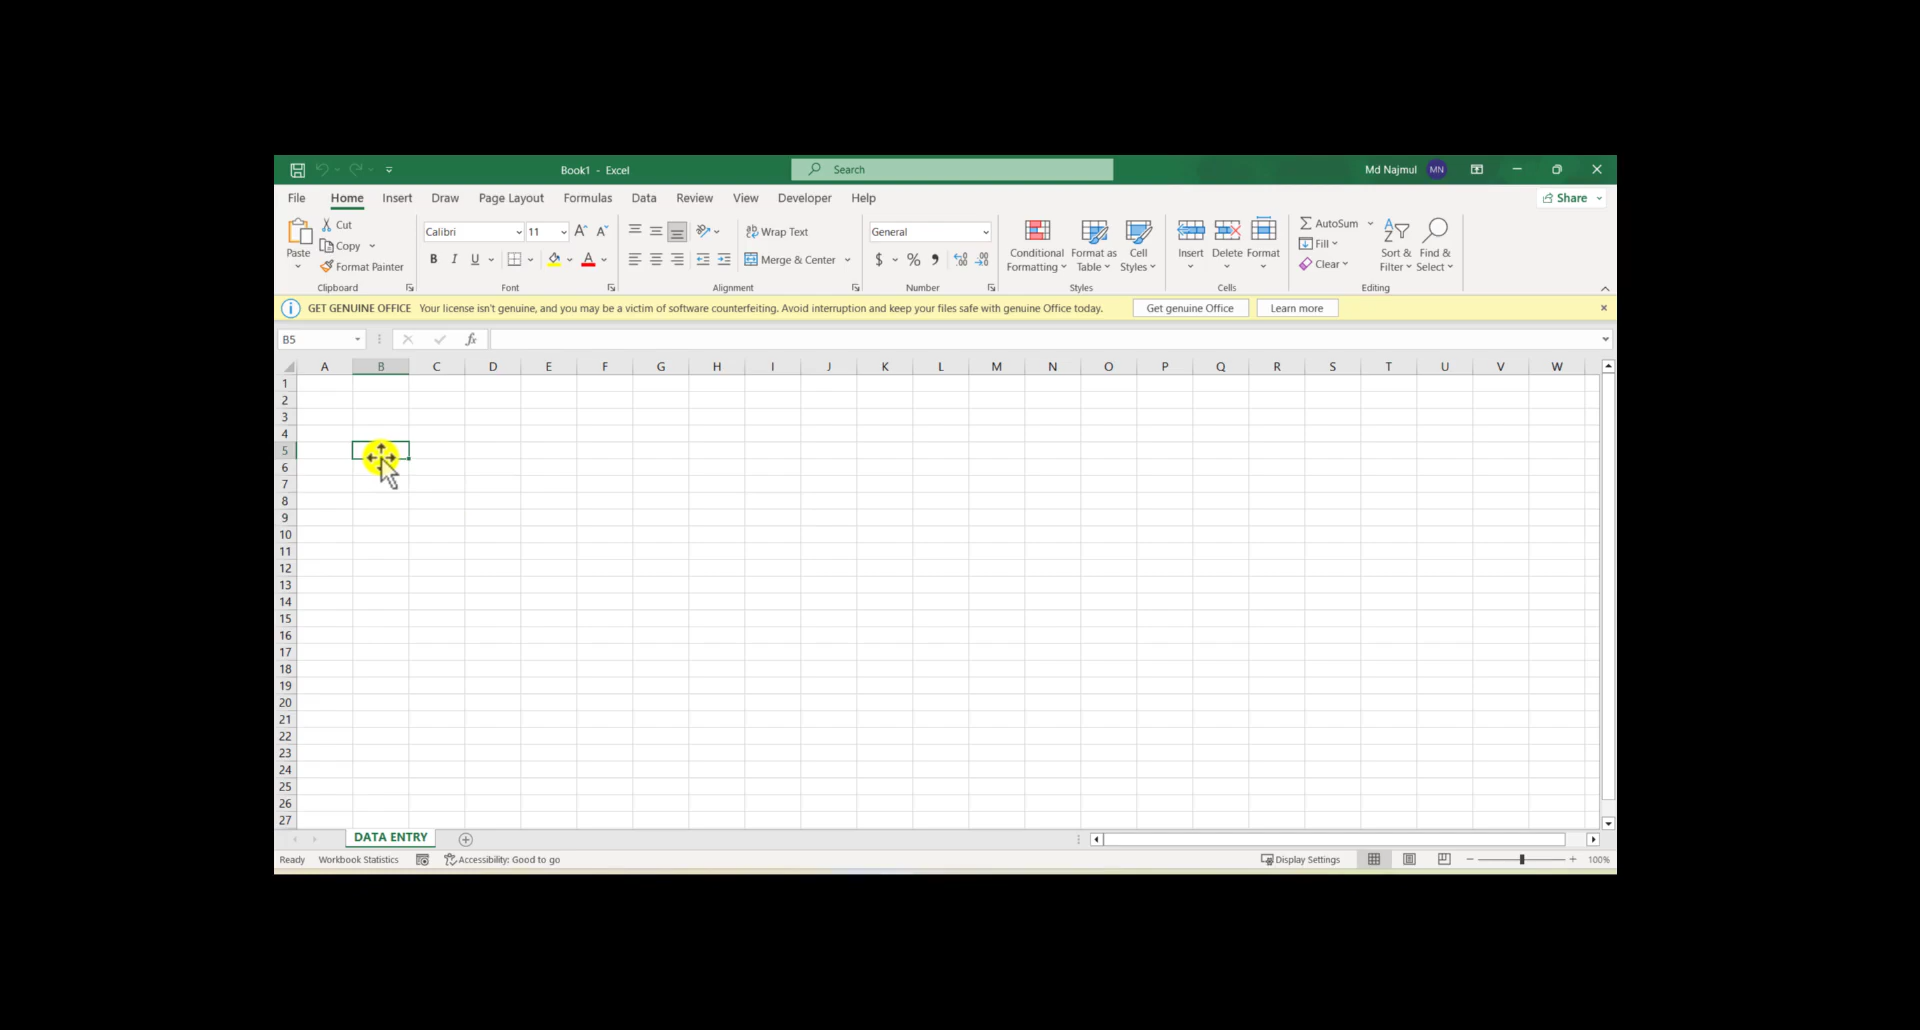 Book1 - Excel
Search
Md Najmul MN
File Home Insert Draw Page Layout Formulas Data Review View Developer Help
Share
Paste
Cut
Copy
Format Painter
Clipboard
Calibri 11
B I U
Font
Wrap Text
Merge & Center
Alignment
General
$ % ,
Number
Conditional Formatting
Format as Table
Cell Styles
Styles
Insert Delete Format
Cells
AutoSum
Fill
Clear
Sort & Filter
Find & Select
Editing
GET GENUINE OFFICE Your license isn't genuine, and you may be a victim of software counterfeiting. Avoid interruption and keep your files safe with genuine Office today.
Get genuine Office
Learn more
B5
fx
A B C D E F G H I J K L M N O P Q R S T U V W
1
2
3
4
5
6
7
8
9
10
11
12
13
14
15
16
17
18
19
20
21
22
23
24
25
26
27
DATA ENTRY
Ready Workbook Statistics Accessibility: Good to go
Display Settings
100%